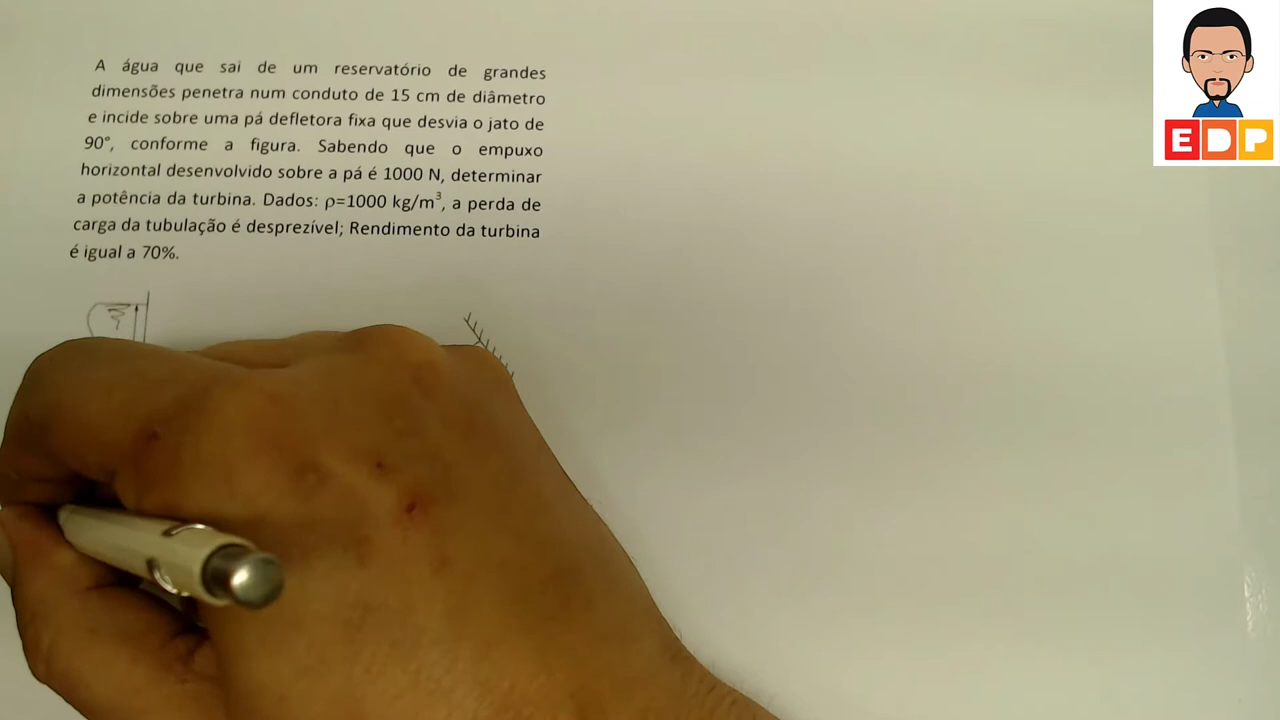 A água que sai de um reservatório de grandes
dimensões penetra num conduto de 15 cm de diâmetro
e incide sobre uma pá defletora fixa que desvia o jato de
90°, conforme a figura. Sabendo que o empuxo
horizontal desenvolvido sobre a pá é 1000 N, determinar
a potência da turbina. Dados: ρ=1000 kg/m³, a perda de
carga da tubulação é desprezível; Rendimento da turbina
é igual a 70%.
EDP